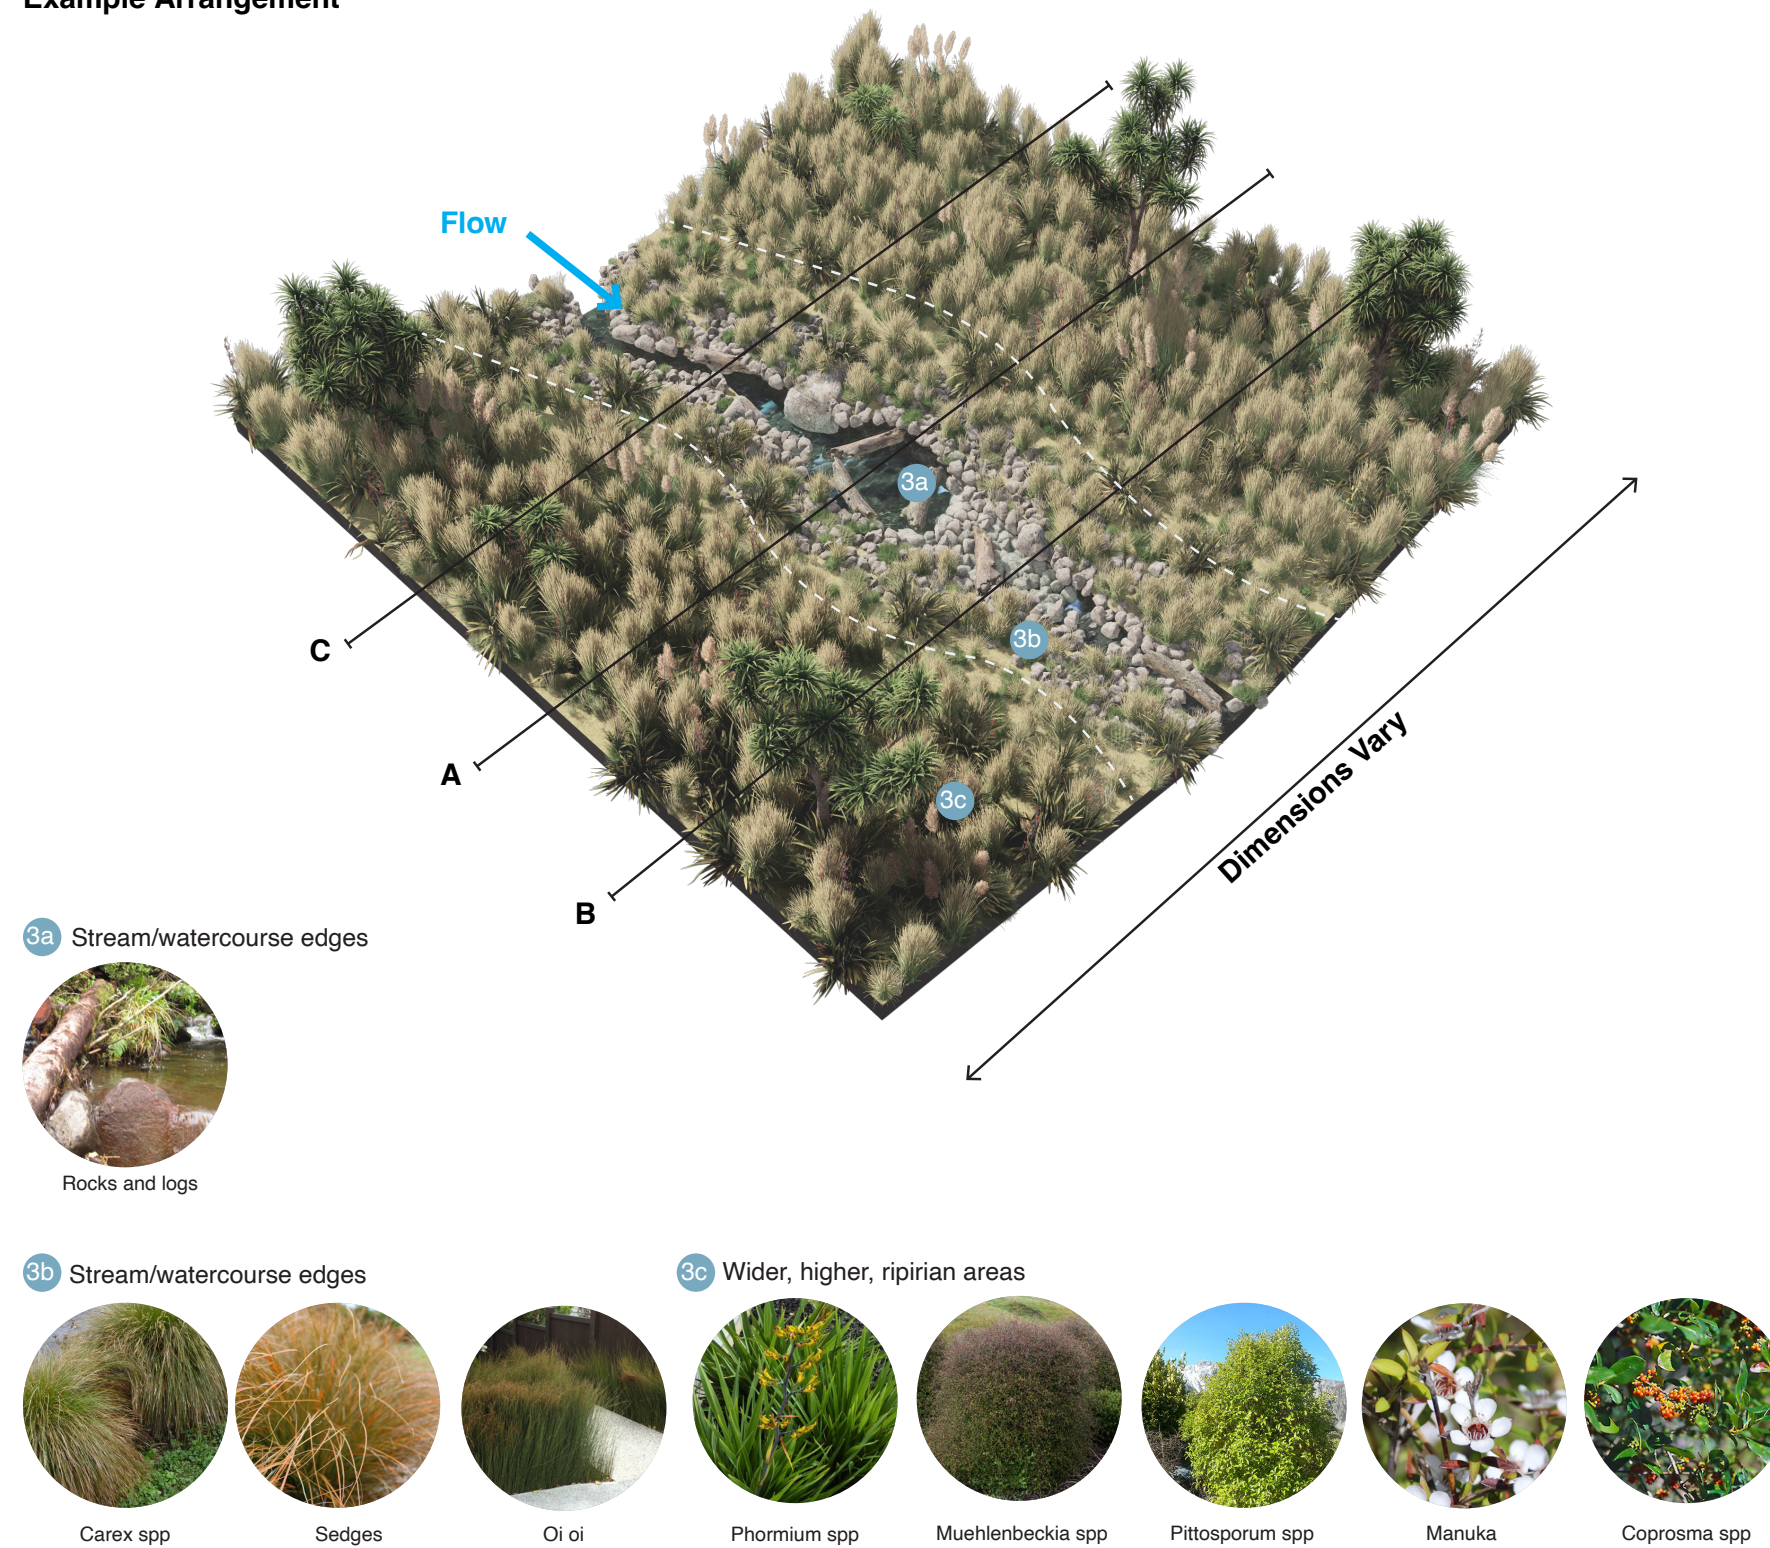 Example Arrangement
Flow
3a
3b
3c
C
A
B
Dimensions Vary
3a Stream/watercourse edges
Rocks and logs
3b Stream/watercourse edges
3c Wider, higher, ripirian areas
Carex spp
Sedges
Oi oi
Phormium spp
Muehlenbeckia spp
Pittosporum spp
Manuka
Coprosma spp